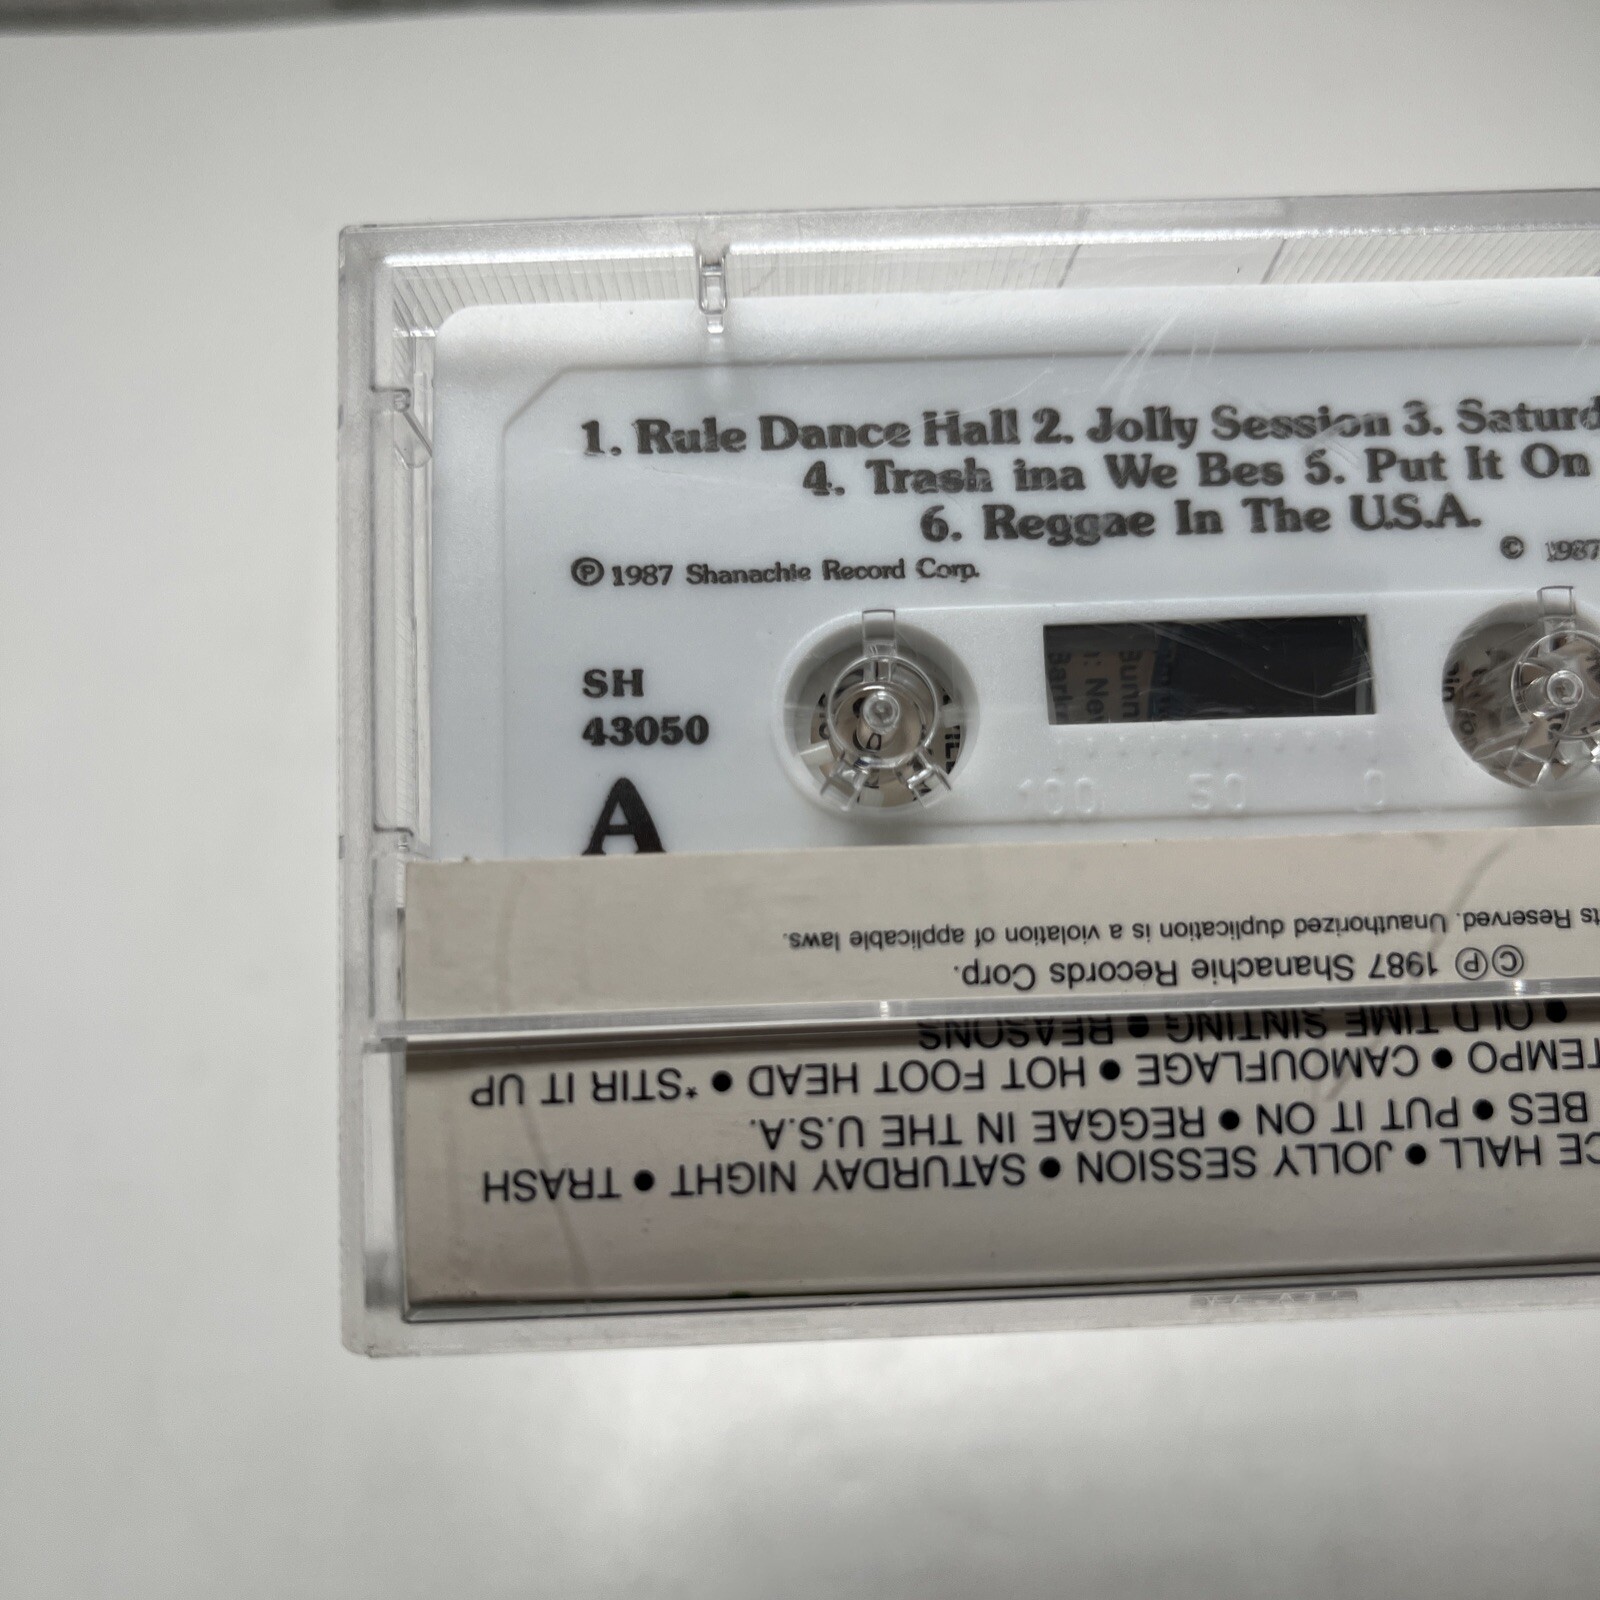 1. Rule Dance Hall 2. Jolly Session 3. Saturd
4. Trash ina We Bes 5. Put It On
6. Reggae In The U.S.A.
℗ 1987 Shanachie Record Corp.
© 1987
SH
43050
A
100 50 0
ts Reserved. Unauthorized duplication is a violation of applicable laws.
©℗ 1987 Shanachie Records Corp.
CE HALL ● JOLLY SESSION ● SATURDAY NIGHT ● TRASH
BES ● PUT IT ON ● REGGAE IN THE U.S.A.
TEMPO ● CAMOUFLAGE ● HOT FOOT HEAD ● *STIR IT UP
● OLD TIME SINTING ● REASONS